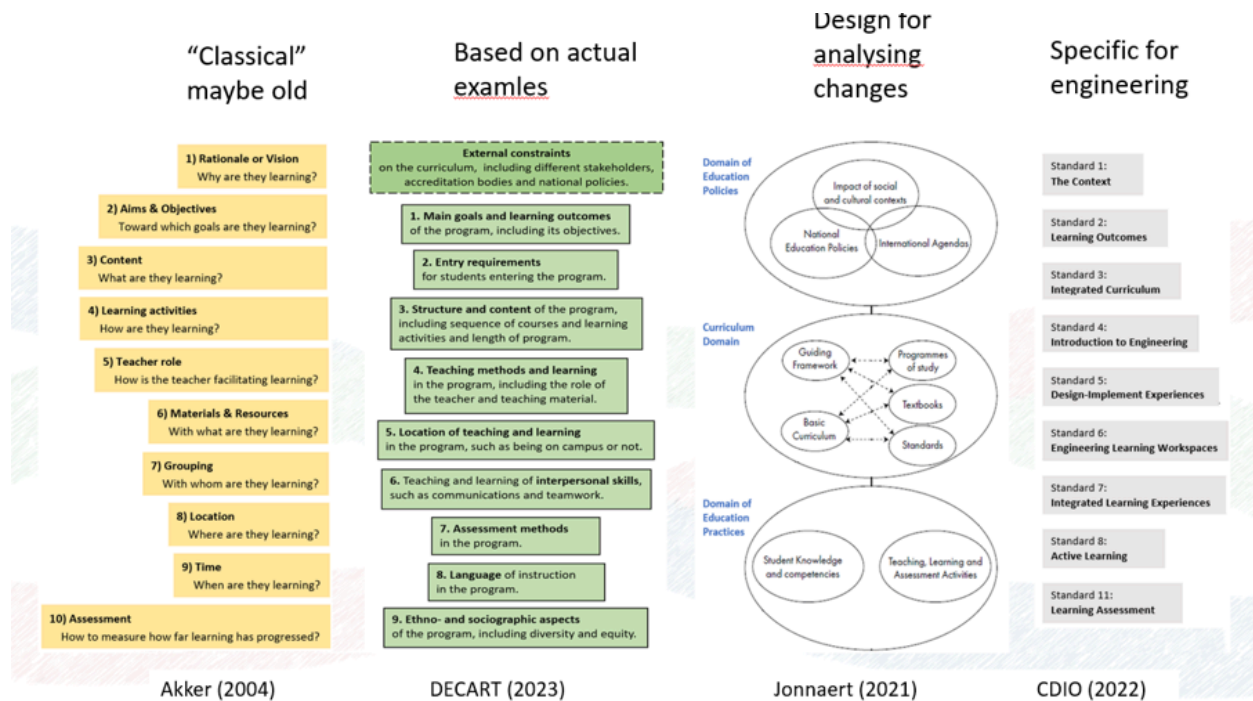 “Classical”
maybe old
1) Rationale or Vision
Why are they learning?
2) Aims & Objectives
Toward which goals are they learning?
3) Content
What are they learning?
4) Learning activities
How are they learning?
5) Teacher role
How is the teacher facilitating learning?
6) Materials & Resources
With what are they learning?
7) Grouping
With whom are they learning?
8) Location
Where are they learning?
9) Time
When are they learning?
10) Assessment
How to measure how far learning has progressed?
Akker (2004)
Based on actual
examles
External constraints
on the curriculum, including different stakeholders,
accreditation bodies and national policies.
1. Main goals and learning outcomes
of the program, including its objectives.
2. Entry requirements
for students entering the program.
3. Structure and content of the program,
including sequence of courses and learning
activities and length of program.
4. Teaching methods and learning
in the program, including the role of
the teacher and teaching material.
5. Location of teaching and learning
in the program, such as being on campus or not.
6. Teaching and learning of interpersonal skills,
such as communications and teamwork.
7. Assessment methods
in the program.
8. Language of instruction
in the program.
9. Ethno- and sociographic aspects
of the program, including diversity and equity.
DECART (2023)
Design for
analysing
changes
Domain of
Education
Policies
Impact of social
and cultural contexts
National
Education Policies
International Agendas
Curriculum
Domain
Guiding
Framework
Programmes
of study
Textbooks
Basic
Curriculum
Standards
Domain of
Education
Practices
Student Knowledge
and competencies
Teaching, Learning and
Assessment Activities
Jonnaert (2021)
Specific for
engineering
Standard 1:
The Context
Standard 2:
Learning Outcomes
Standard 3:
Integrated Curriculum
Standard 4:
Introduction to Engineering
Standard 5:
Design-Implement Experiences
Standard 6:
Engineering Learning Workspaces
Standard 7:
Integrated Learning Experiences
Standard 8:
Active Learning
Standard 11:
Learning Assessment
CDIO (2022)